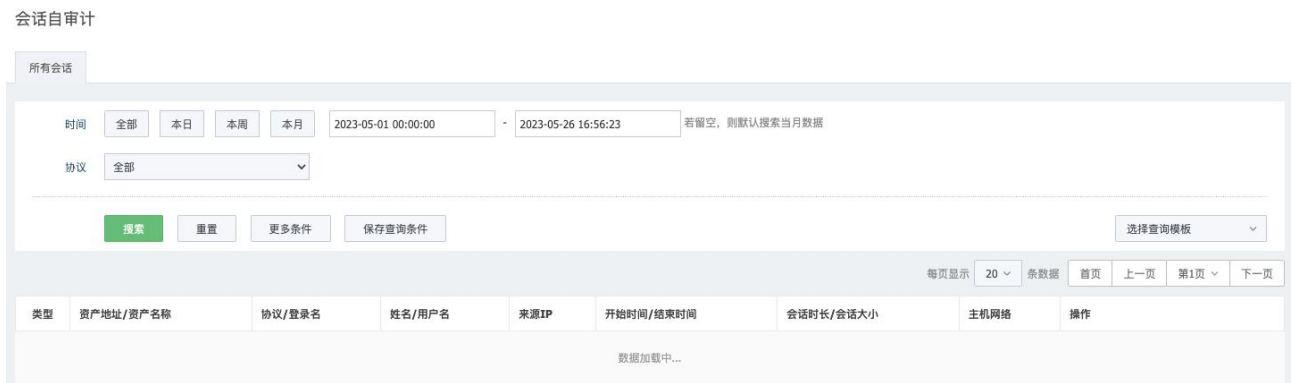 会话自审计
所有会话
时间 全部 本日 本周 本月 2023-05-01 00:00:00 - 2023-05-26 16:56:23 若留空，则默认搜索当月数据
协议 全部
搜索 重置 更多条件 保存查询条件 选择查询模板
每页显示 20 条数据 首页 上一页 第1页 下一页
类型 资产地址/资产名称 协议/登录名 姓名/用户名 来源IP 开始时间/结束时间 会话时长/会话大小 主机网络 操作
数据加载中...